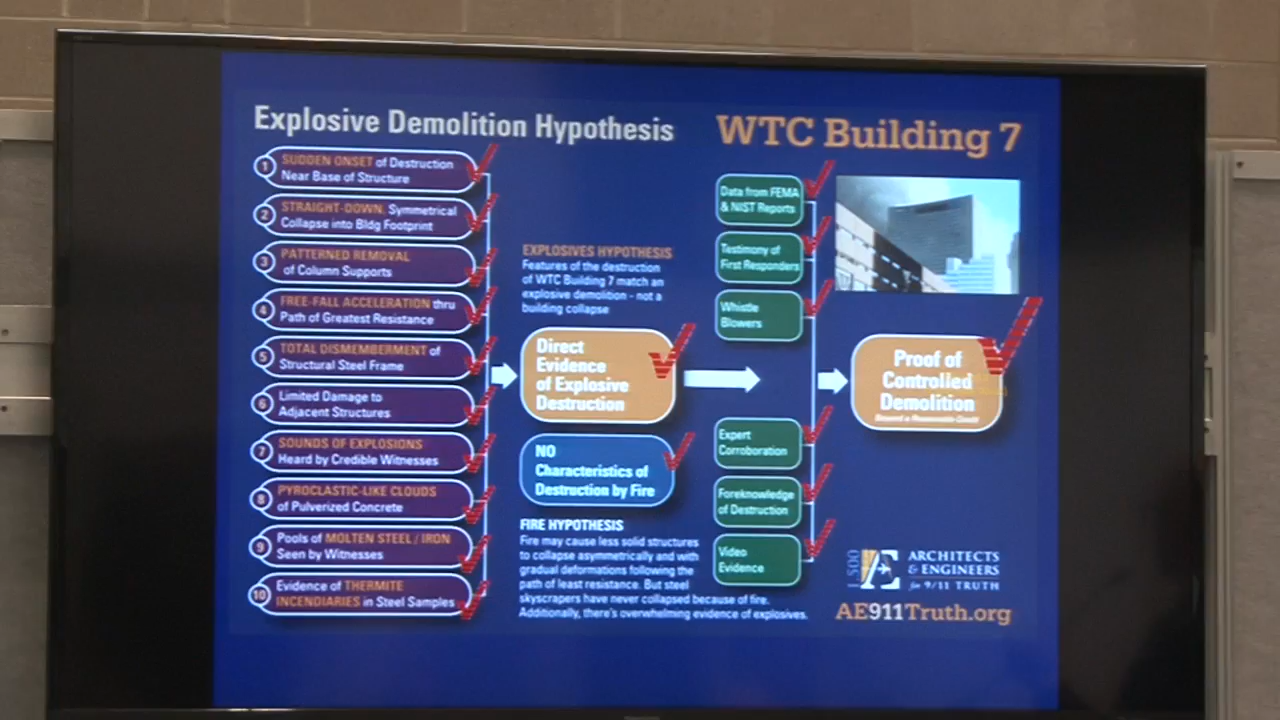 Explosive Demolition Hypothesis
WTC Building 7
1 SUDDEN ONSET of Destruction
Near Base of Structure
2 STRAIGHT-DOWN, Symmetrical
Collapse into Bldg Footprint
3 PATTERNED REMOVAL
of Column Supports
4 FREE-FALL ACCELERATION thru
Path of Greatest Resistance
5 TOTAL DISMEMBERMENT of
Structural Steel Frame
6 Limited Damage to
Adjacent Structures
7 SOUNDS OF EXPLOSIONS
Heard by Credible Witnesses
8 PYROCLASTIC-LIKE CLOUDS
of Pulverized Concrete
9 Pools of MOLTEN STEEL / IRON
Seen by Witnesses
10 Evidence of THERMITE
INCENDIARIES in Steel Samples
EXPLOSIVES HYPOTHESIS
Features of the destruction
of WTC Building 7 match an
explosive demolition - not a
building collapse
Direct
Evidence
of Explosive
Destruction
NO
Characteristics of
Destruction by Fire
FIRE HYPOTHESIS
Fire may cause less solid structures
to collapse asymmetrically and with
gradual deformations following the
path of least resistance. But steel
skyscrapers have never collapsed because of fire.
Additionally, there's overwhelming evidence of explosives.
Data from FEMA
& NIST Reports
Testimony of
First Responders
Whistle
Blowers
Expert
Corroboration
Foreknowledge
of Destruction
Video
Evidence
Proof of
Controlled
Demolition
Beyond a Reasonable Doubt
1,500 AE ARCHITECTS
& ENGINEERS
for 9/11 TRUTH
AE911Truth.org